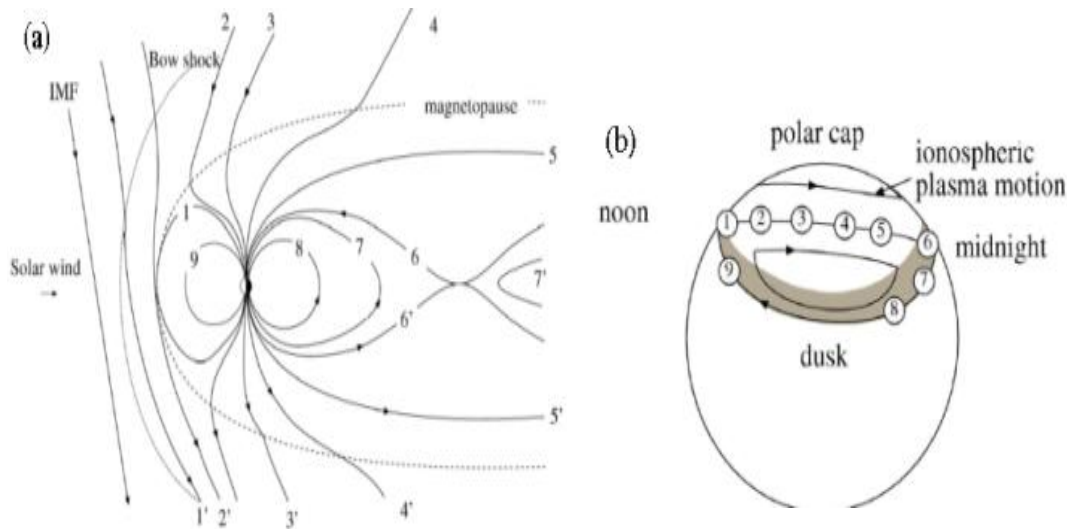 (a)
2
3
4
Bow shock
IMF
magnetopause
5
1
9
8
7
6
7'
6'
Solar wind
5'
1'
2'
3'
4'
(b)
polar cap
ionospheric
plasma motion
noon
1 2 3 4 5 6
midnight
9
7
8
dusk